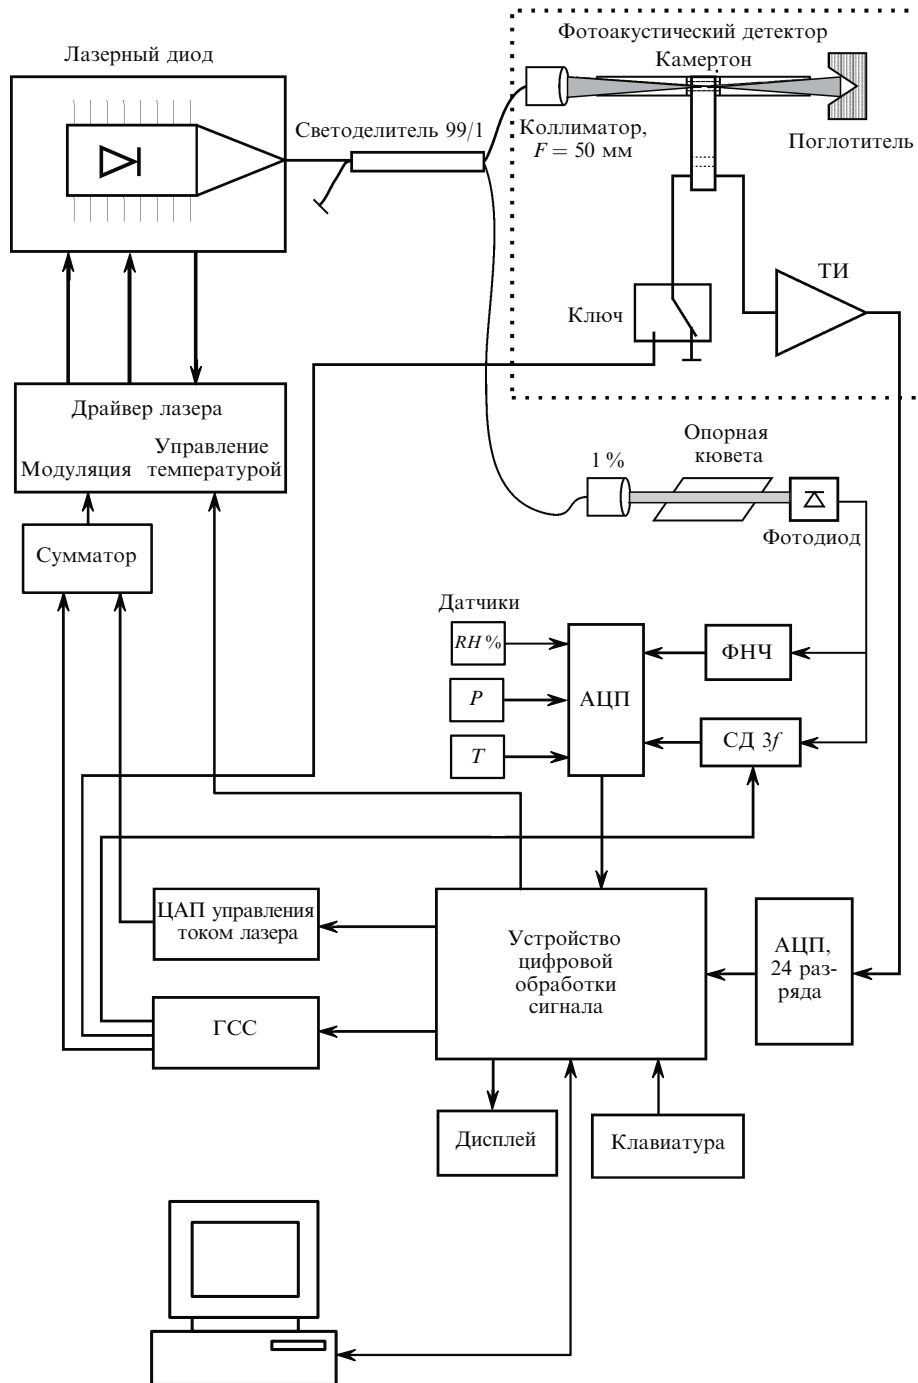 Лазерный диод
Фотоакустический детектор
Камертон
Светоделитель 99/1
Коллиматор,
F = 50 мм
Поглотитель
Ключ
ТИ
Драйвер лазера
Модуляция
Управление
температурой
Опорная
кювета
1 %
Фотодиод
Сумматор
Датчики
RH %
P
T
АЦП
ФНЧ
СД 3f
ЦАП управления
током лазера
ГСС
Устройство
цифровой
обработки
сигнала
АЦП,
24 раз-
ряда
Дисплей
Клавиатура